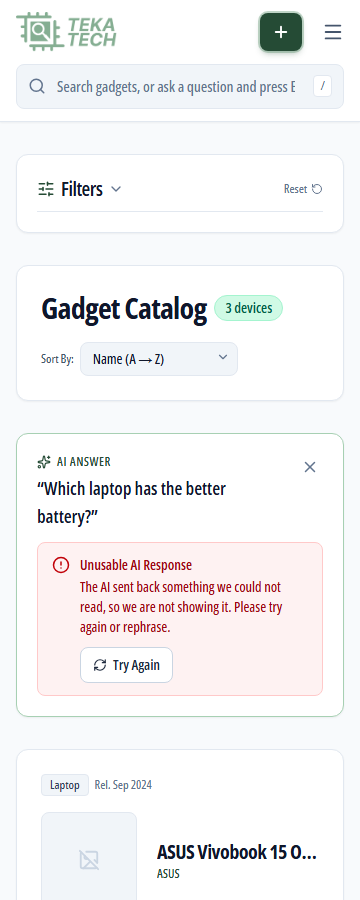 TEKA
TECH
Search gadgets, or ask a question and press E
/
Filters
Reset
Gadget Catalog
3 devices
Sort By:
Name (A → Z)
AI ANSWER
“Which laptop has the better
battery?”
Unusable AI Response
The AI sent back something we could not
read, so we are not showing it. Please try
again or rephrase.
Try Again
Laptop
Rel. Sep 2024
ASUS Vivobook 15 O...
ASUS